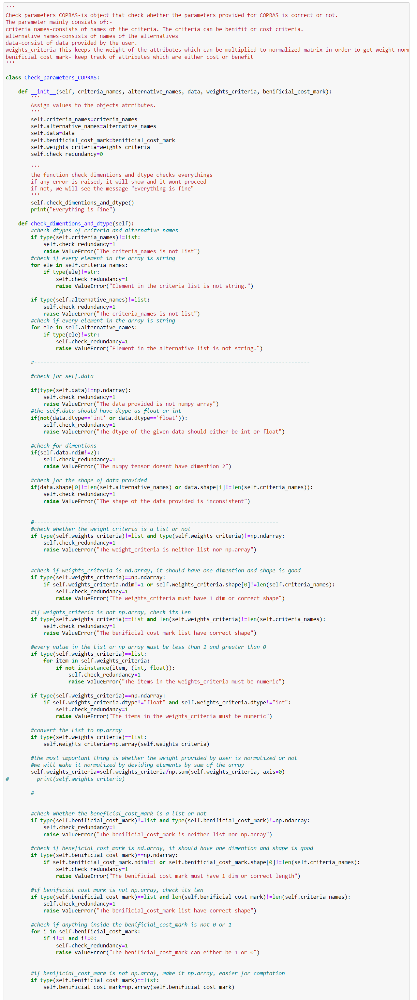 '''
Check_parameters_COPRAS-is object that check whether the parameters provided for COPRAS is correct or not.
The parameter mainly consists of:-
criteria_names-consists of names of the criteria. The criteria can be benifit or cost criteria.
alternative_names-consists of names of the alternatives
data-consist of data provided by the user.
weights_criteria-This keeps the weight of the attributes which can be multiplied to normalized matrix in order to get weight norm
benificial_cost_mark- keep track of attributes which are either cost or benefit
'''

class Check_parameters_COPRAS:

    def __init__(self, criteria_names, alternative_names, data, weights_criteria, benificial_cost_mark):
        '''
        Assign values to the objects atrributes.
        '''
        self.criteria_names=criteria_names
        self.alternative_names=alternative_names
        self.data=data
        self.benificial_cost_mark=benificial_cost_mark
        self.weights_criteria=weights_criteria
        self.check_redundancy=0

        '''
        the function check_dimentions_and_dtype checks everythings
        if any error is raised, it will show and it wont proceed
        if not, we will see the message-"Everything is fine"
        '''
        self.check_dimentions_and_dtype()
        print("Everything is fine")

    def check_dimentions_and_dtype(self):
        #check dtypes of criteria and alternative names
        if type(self.criteria_names)!=list:
            self.check_redundancy=1
            raise ValueError("The criteria_names is not list")
        #check if every element in the array is string
        for ele in self.criteria_names:
            if type(ele)!=str:
                self.check_redundancy=1
                raise ValueError("Element in the criteria list is not string.")

        if type(self.alternative_names)!=list:
            self.check_redundancy=1
            raise ValueError("The criteria_names is not list")
        #check if every element in the array is string
        for ele in self.alternative_names:
            if type(ele)!=str:
                self.check_redundancy=1
                raise ValueError("Element in the alternative list is not string.")

        #----------------------------------------------------------------------------------------

        #check for self.data

        if(type(self.data)!=np.ndarray):
            self.check_redundancy=1
            raise ValueError("The data provided is not numpy array")
        #the self.data should have dtype as float or int
        if(not(data.dtype=='int' or data.dtype=='float')):
            self.check_redundancy=1
            raise ValueError("The dtype of the given data should either be int or float")

        #check for dimentions
        if(self.data.ndim!=2):
            self.check_redundancy=1
            raise ValueError("The numpy tensor doesnt have dimention=2")

        #check for the shape of data provided
        if(data.shape[0]!=len(self.alternative_names) or data.shape[1]!=len(self.criteria_names)):
            self.check_redundancy=1
            raise ValueError("The shape of the data provided is inconsistent")


        #------------------------------------------------------------------------------
        #check whether the weight_criteria is a list or not
        if type(self.weights_criteria)!=list and type(self.weights_criteria)!=np.ndarray:
            self.check_redundancy=1
            raise ValueError("The weight_criteria is neither list nor np.array")


        #check if weights_criteria is nd.array, it should have one dimention and shape is good
        if type(self.weights_criteria)==np.ndarray:
            if self.weights_criteria.ndim!=1 or self.weights_criteria.shape[0]!=len(self.criteria_names):
                self.check_redundancy=1
                raise ValueError("The weights_criteria must have 1 dim or correct shape")

        #if weights_criteria is not np.array, check its len
        if type(self.weights_criteria)==list and len(self.weights_criteria)!=len(self.criteria_names):
            self.check_redundancy=1
            raise ValueError("The benificial_cost_mark list have correct shape")

        #every value in the list or np array must be less than 1 and greater than 0
        if type(self.weights_criteria)==list:
            for item in self.weights_criteria:
                if not isinstance(item, (int, float)):
                    self.check_redundancy=1
                    raise ValueError("The items in the weights_criteria must be numeric")

        if type(self.weights_criteria)==np.ndarray:
            if self.weights_criteria.dtype!="float" and self.weights_criteria.dtype!="int":
                self.check_redundancy=1
                raise ValueError("The items in the weights_criteria must be numeric")

        #convert the list to np.array
        if type(self.weights_criteria)==list:
            self.weights_criteria=np.array(self.weights_criteria)

        #the most important thing is whether the weight provided by user is normalized or not
        #we will make it normalized by deviding elements by sum of the array
        self.weights_criteria=self.weights_criteria/np.sum(self.weights_criteria, axis=0)
#         print(self.weights_criteria)

        #----------------------------------------------------------------------------------------


        #check whether the beneficial_cost_mark is a list or not
        if type(self.benificial_cost_mark)!=list and type(self.benificial_cost_mark)!=np.ndarray:
            self.check_redundancy=1
            raise ValueError("The benificial_cost_mark is neither list nor np.array")

        #check if beneficial_cost_mark is nd.array, it should have one dimention and shape is good
        if type(self.benificial_cost_mark)==np.ndarray:
            if self.benificial_cost_mark.ndim!=1 or self.benificial_cost_mark.shape[0]!=len(self.criteria_names):
                self.check_redundancy=1
                raise ValueError("The benificial_cost_mark must have 1 dim or correct length")

        #if benificial_cost_mark is not np.array, check its len
        if type(self.benificial_cost_mark)==list and len(self.benificial_cost_mark)!=len(self.criteria_names):
            self.check_redundancy=1
            raise ValueError("The benificial_cost_mark list have correct shape")

        #check if anything inside the benificial_cost_mark is not 0 or 1
        for i in self.benificial_cost_mark:
            if i!=1 and i!=0:
                self.check_redundancy=1
                raise ValueError("The benificial_cost_mark can either be 1 or 0")


        #if benificial_cost_mark is not np.array, make it np.array, easier for comptation
        if type(self.benificial_cost_mark)==list:
            self.benificial_cost_mark=np.array(self.benificial_cost_mark)